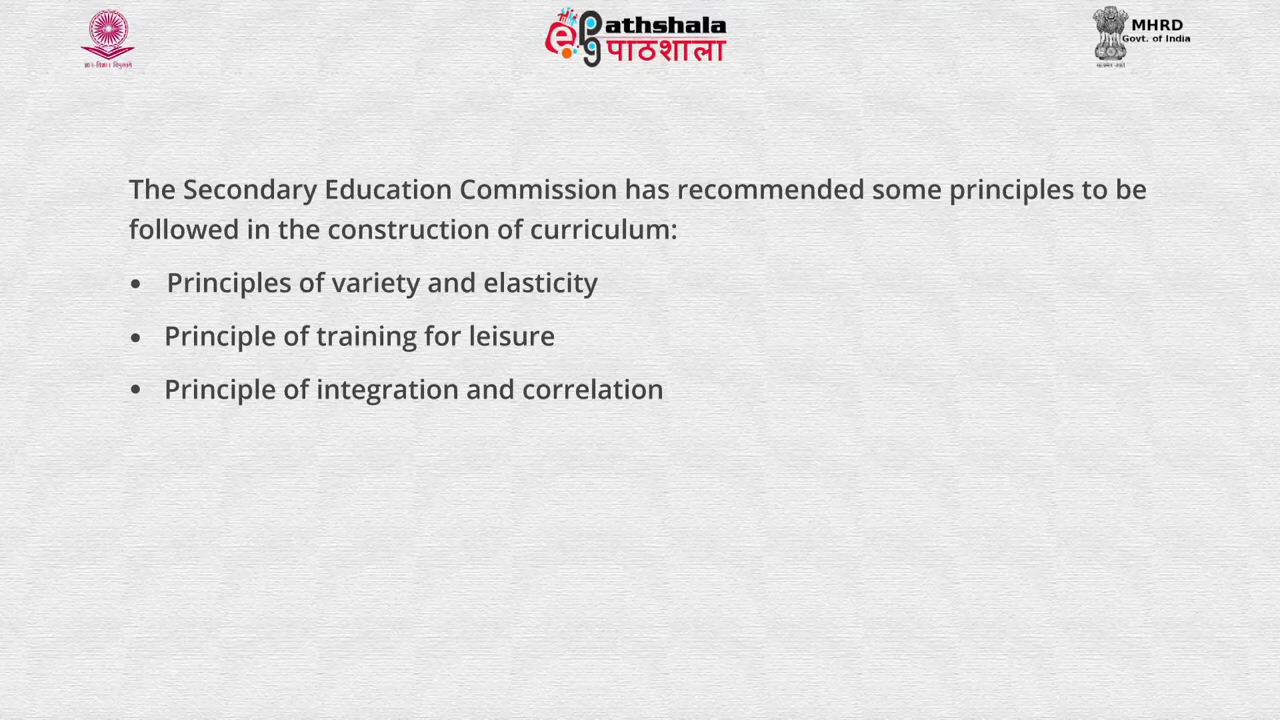 athshala
पाठशाला
MHRD
Govt. of India
The Secondary Education Commission has recommended some principles to be
followed in the construction of curriculum:
• Principles of variety and elasticity
• Principle of training for leisure
• Principle of integration and correlation